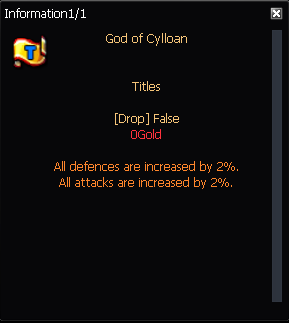 Information1/1
God of Cylloan
T
Titles
[Drop] False
0Gold
All defences are increased by 2%.
All attacks are increased by 2%.